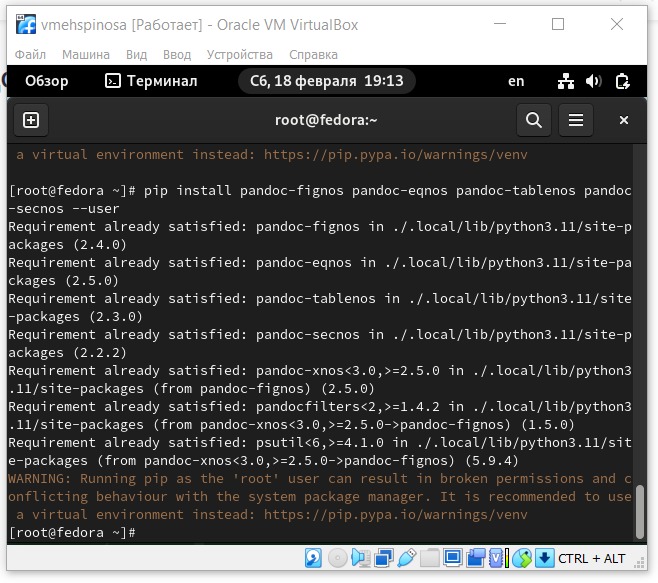 vmehspinosa [Работает] - Oracle VM VirtualBox
Файл Машина Вид Ввод Устройства Справка
Обзор Терминал Сб, 18 февраля 19:13 en
root@fedora:~
a virtual environment instead: https://pip.pypa.io/warnings/venv
[root@fedora ~]# pip install pandoc-fignos pandoc-eqnos pandoc-tablenos pandoc
-secnos --user
Requirement already satisfied: pandoc-fignos in ./.local/lib/python3.11/site-p
ackages (2.4.0)
Requirement already satisfied: pandoc-eqnos in ./.local/lib/python3.11/site-pa
ckages (2.5.0)
Requirement already satisfied: pandoc-tablenos in ./.local/lib/python3.11/site
-packages (2.3.0)
Requirement already satisfied: pandoc-secnos in ./.local/lib/python3.11/site-p
ackages (2.2.2)
Requirement already satisfied: pandoc-xnos<3.0,>=2.5.0 in ./.local/lib/python3
.11/site-packages (from pandoc-fignos) (2.5.0)
Requirement already satisfied: pandocfilters<2,>=1.4.2 in ./.local/lib/python3
.11/site-packages (from pandoc-xnos<3.0,>=2.5.0->pandoc-fignos) (1.5.0)
Requirement already satisfied: psutil<6,>=4.1.0 in ./.local/lib/python3.11/sit
e-packages (from pandoc-xnos<3.0,>=2.5.0->pandoc-fignos) (5.9.4)
WARNING: Running pip as the 'root' user can result in broken permissions and c
onflicting behaviour with the system package manager. It is recommended to use
a virtual environment instead: https://pip.pypa.io/warnings/venv
[root@fedora ~]#
CTRL + ALT